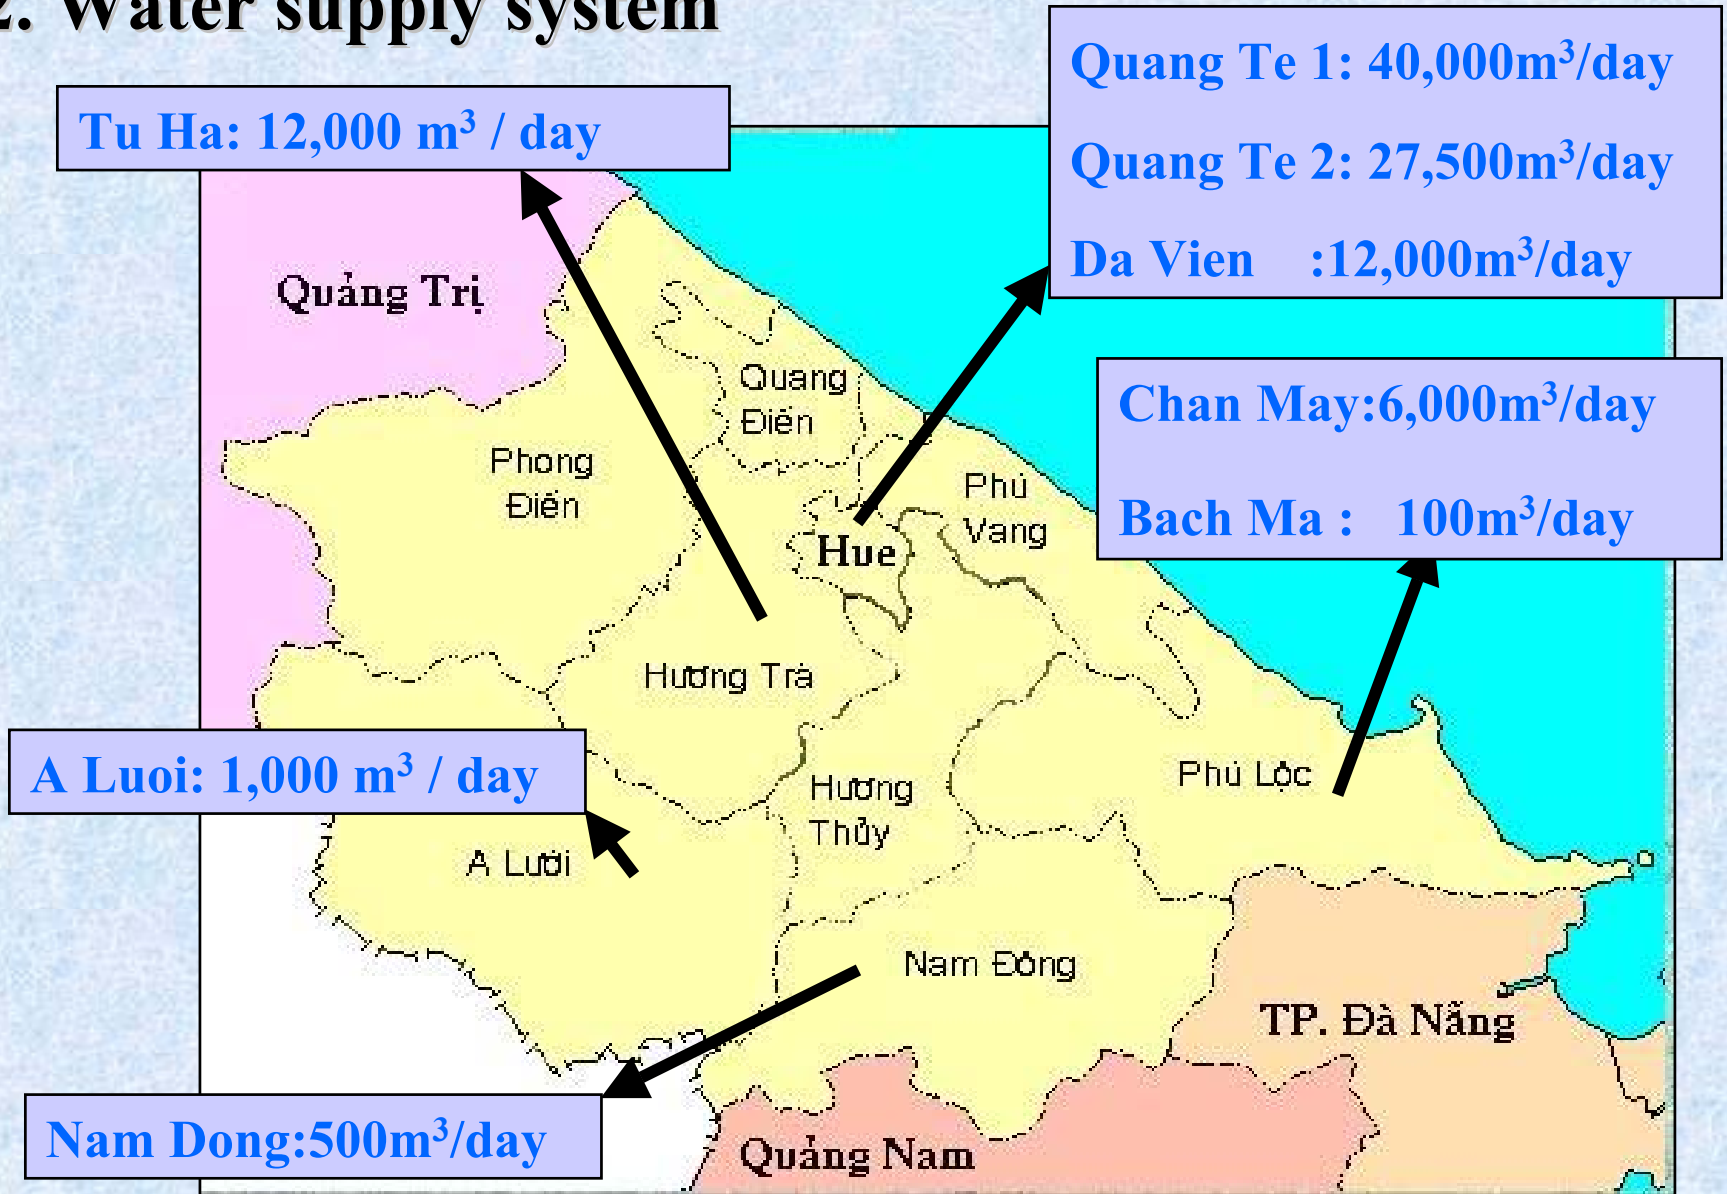 2. Water supply system
Quang Te 1: 40,000m³/day
Quang Te 2: 27,500m³/day
Da Vien :12,000m³/day
Tu Ha: 12,000 m³ / day
Quảng Trị
Chan May:6,000m³/day
Bach Ma : 100m³/day
Quang
Điền
Phong
Điền
Phú
Vang
Hue
Hương Trà
A Luoi: 1,000 m³ / day
Phú Lộc
Hương
Thủy
A Lưới
Nam Đông
TP. Đà Nẵng
Nam Dong:500m³/day
Quảng Nam